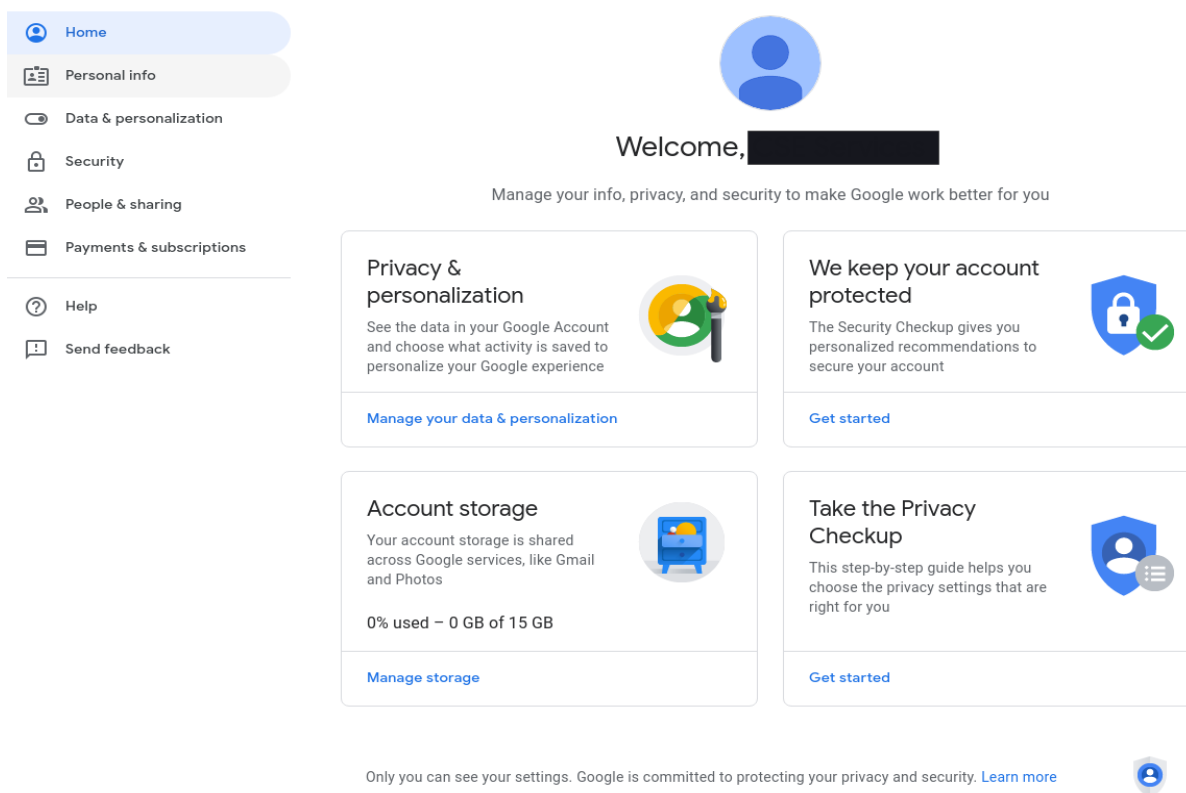 Home
Personal info
Data & personalization
Security
People & sharing
Payments & subscriptions
Help
Send feedback
Welcome,
Manage your info, privacy, and security to make Google work better for you
Privacy &
personalization
See the data in your Google Account
and choose what activity is saved to
personalize your Google experience
Manage your data & personalization
We keep your account
protected
The Security Checkup gives you
personalized recommendations to
secure your account
Get started
Account storage
Your account storage is shared
across Google services, like Gmail
and Photos
0% used – 0 GB of 15 GB
Manage storage
Take the Privacy
Checkup
This step-by-step guide helps you
choose the privacy settings that are
right for you
Get started
Only you can see your settings. Google is committed to protecting your privacy and security. Learn more